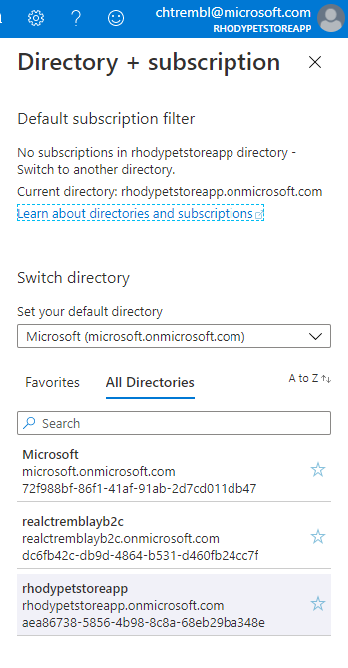 ?
chtrembl@microsoft.com
RHODYPETSTOREAPP
Directory + subscription
Default subscription filter
No subscriptions in rhodypetstoreapp directory -
Switch to another directory.
Current directory: rhodypetstoreapp.onmicrosoft.com
Learn about directories and subscriptions
Switch directory
Set your default directory
Microsoft (microsoft.onmicrosoft.com)
Favorites
All Directories
A to Z
Search
Microsoft
microsoft.onmicrosoft.com
72f988bf-86f1-41af-91ab-2d7cd011db47
realctremblayb2c
realctremblayb2c.onmicrosoft.com
dc6fb42c-db9d-4864-b531-d460fb24cc7f
rhodypetstoreapp
rhodypetstoreapp.onmicrosoft.com
aea86738-5856-4b98-8c8a-68eb29ba348e